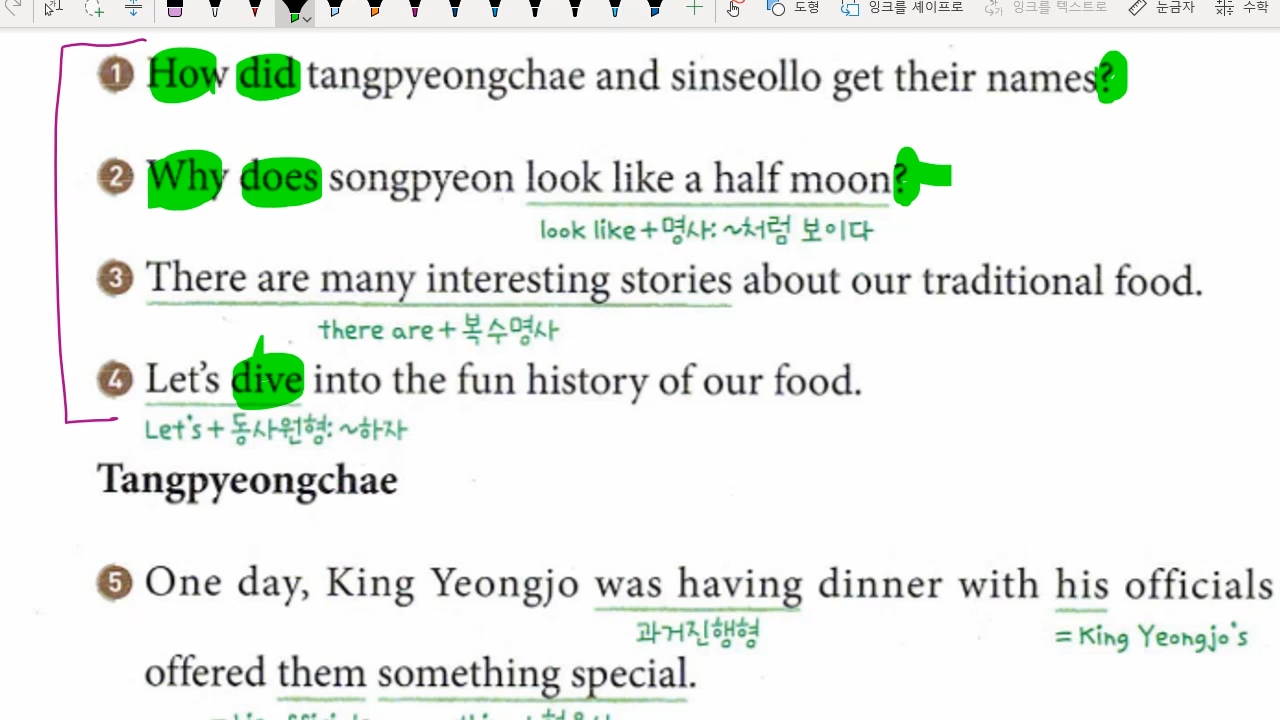 도형 잉크를 셰이프로 잉크를 텍스트로 눈금자 수학
1 How did tangpyeongchae and sinseollo get their names?
2 Why does songpyeon look like a half moon?
look like + 명사: ~처럼 보이다
3 There are many interesting stories about our traditional food.
there are + 복수명사
4 Let's dive into the fun history of our food.
Let's + 동사원형: ~하자
Tangpyeongchae
5 One day, King Yeongjo was having dinner with his officials
과거진행형 = King Yeongjo's
offered them something special.